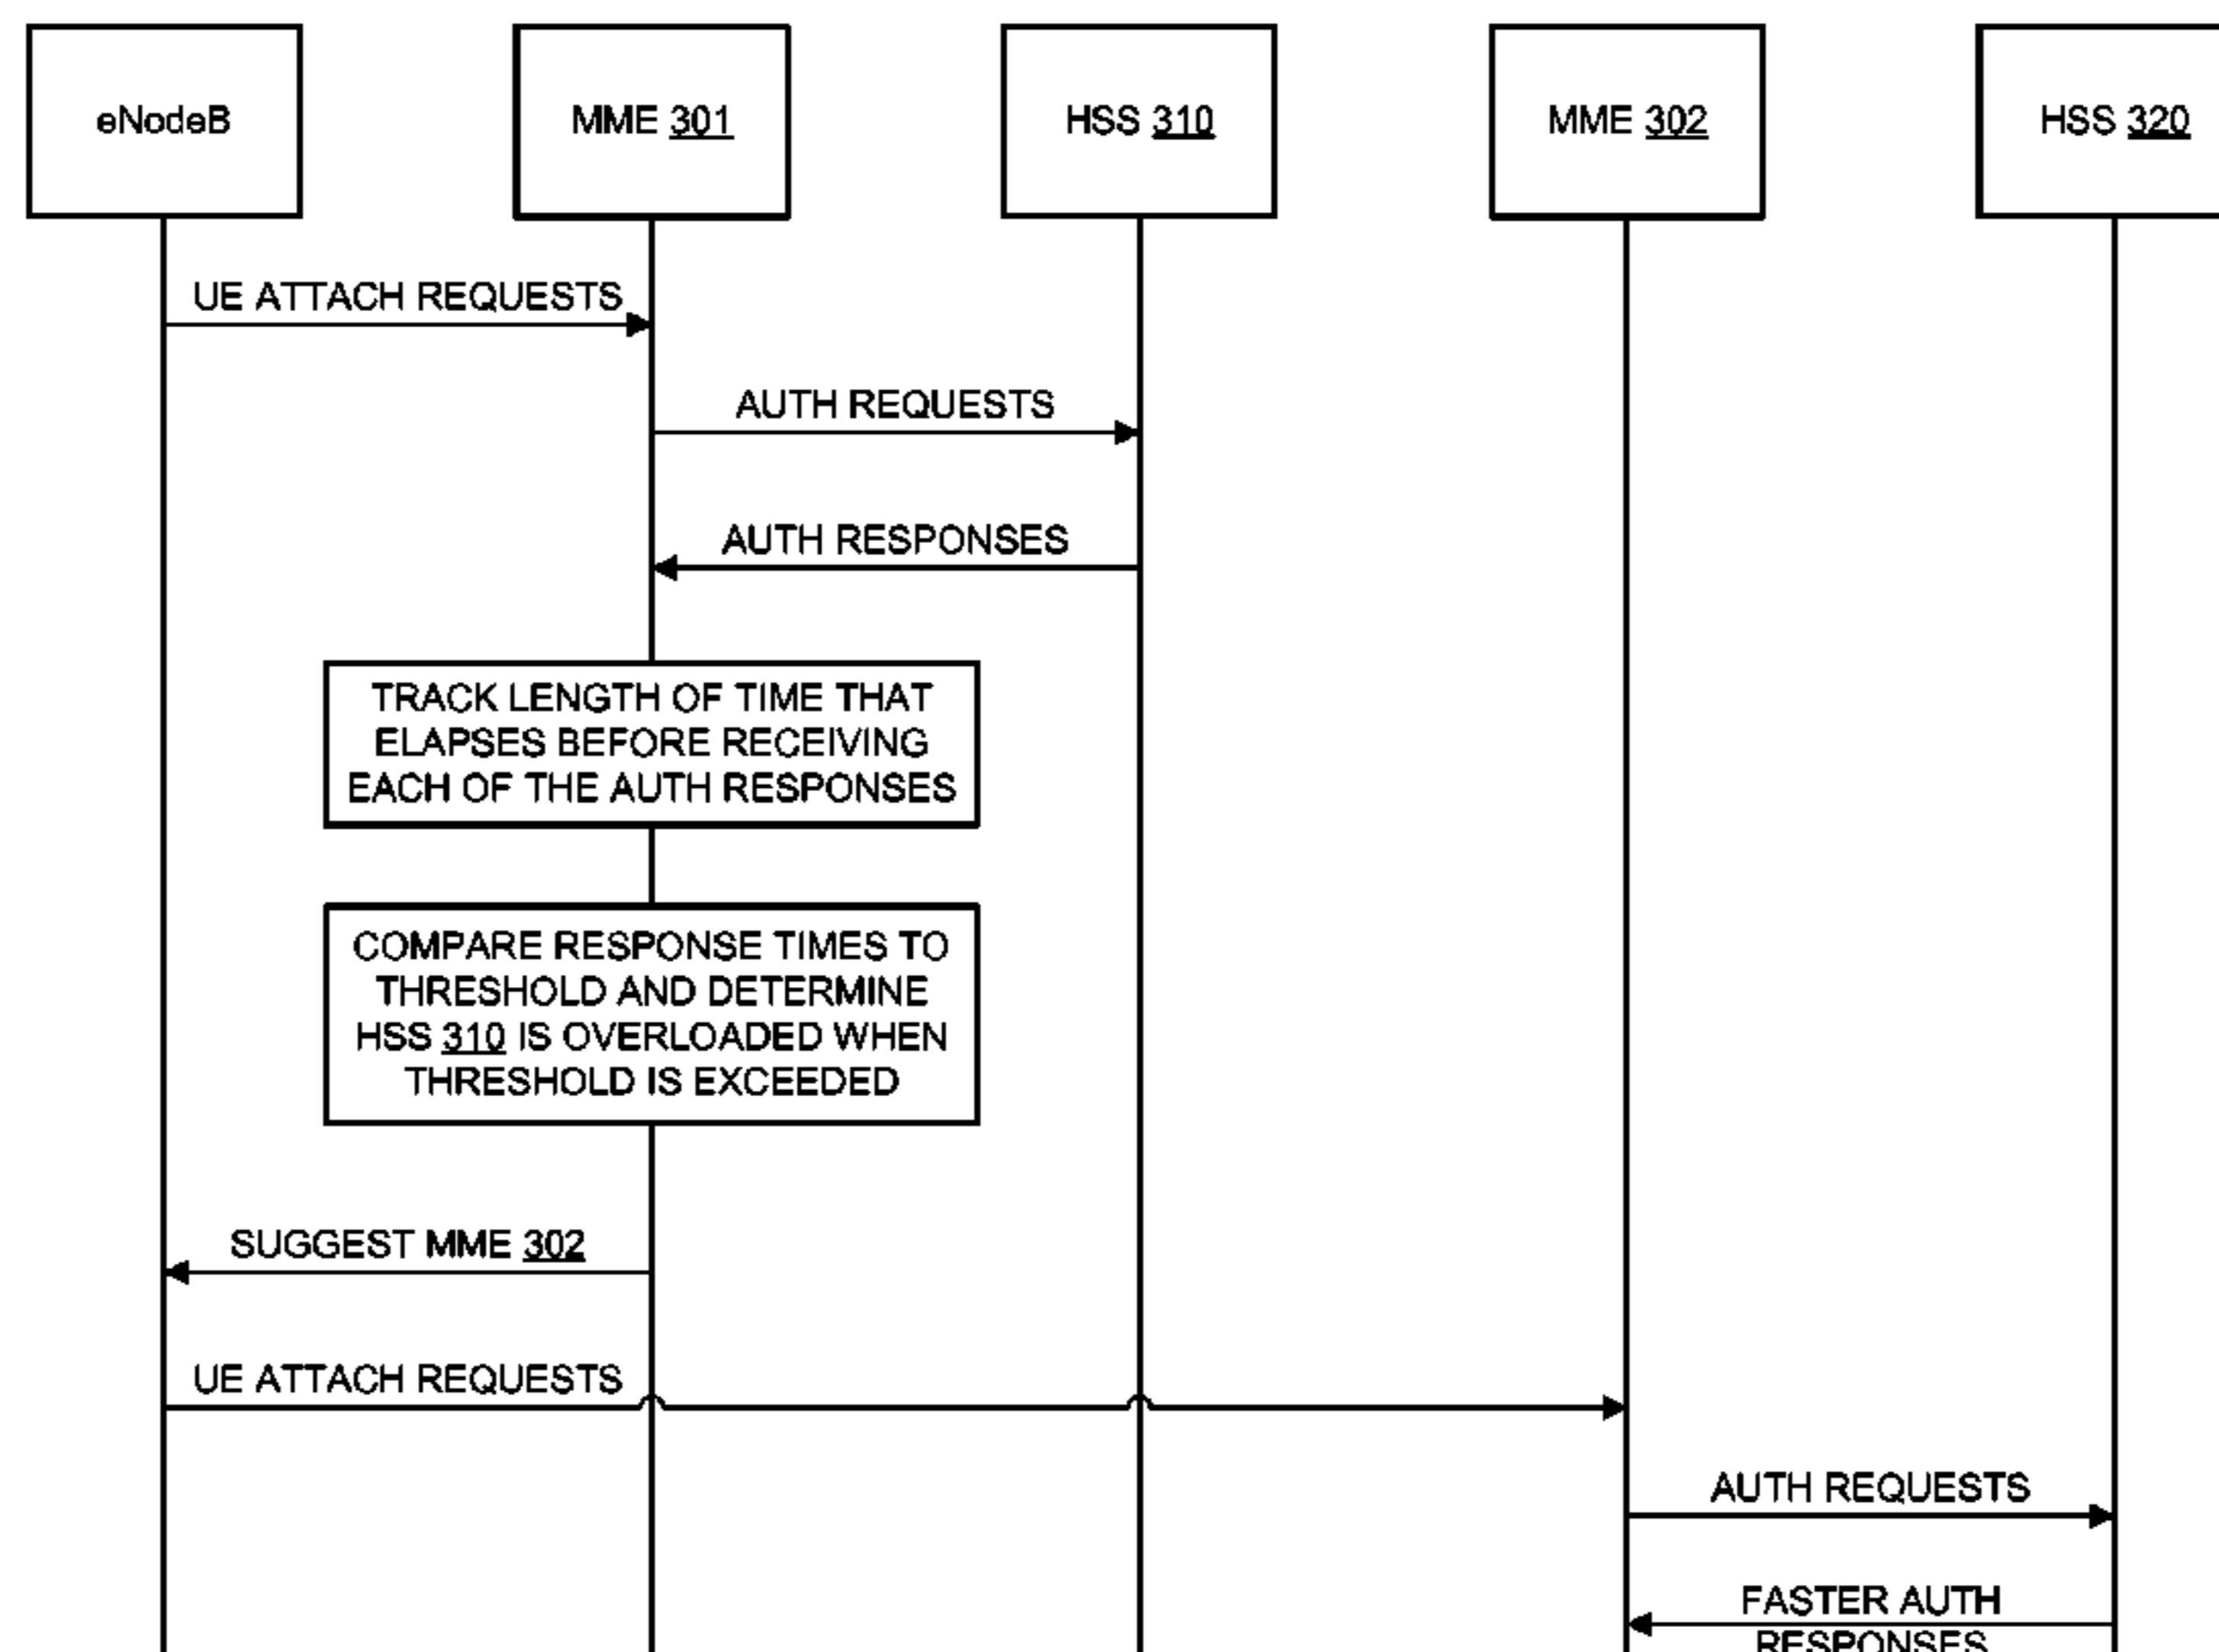 eNodeB
MME 301
HSS 310
MME 302
HSS 320
UE ATTACH REQUESTS
AUTH REQUESTS
AUTH RESPONSES
TRACK LENGTH OF TIME THAT
ELAPSES BEFORE RECEIVING
EACH OF THE AUTH RESPONSES
COMPARE RESPONSE TIMES TO
THRESHOLD AND DETERMINE
HSS 310 IS OVERLOADED WHEN
THRESHOLD IS EXCEEDED
SUGGEST MME 302
UE ATTACH REQUESTS
AUTH REQUESTS
FASTER AUTH
RESPONSES